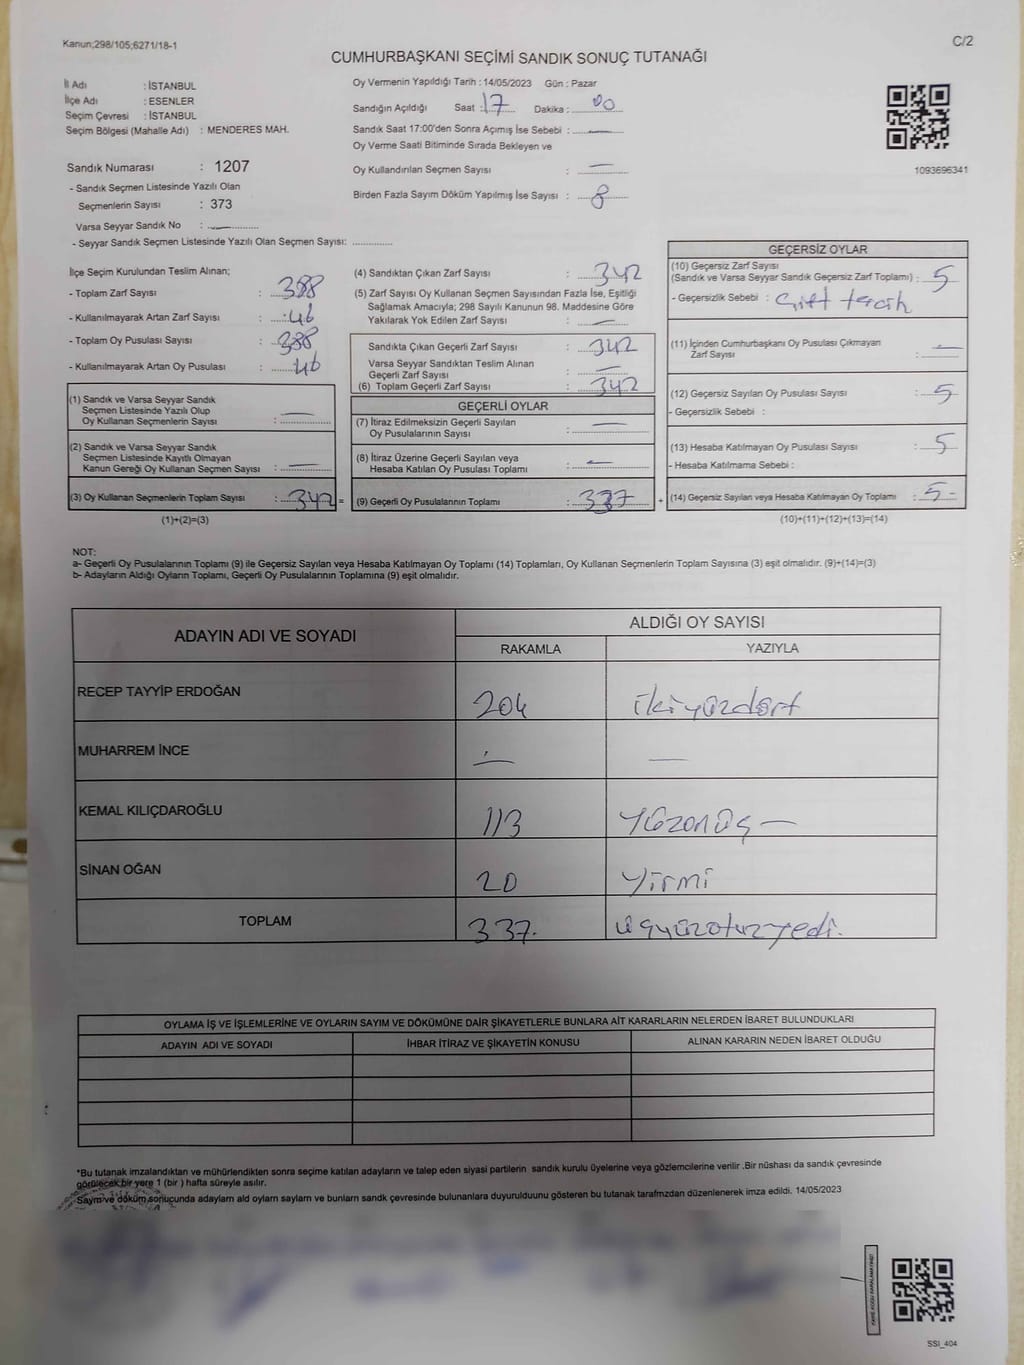 Kanun;298/105;6271/18-1
C/2
CUMHURBAŞKANI SEÇİMİ SANDIK SONUÇ TUTANAĞI
İl Adı : İSTANBUL
İlçe Adı : ESENLER
Seçim Çevresi : İSTANBUL
Seçim Bölgesi (Mahalle Adı) : MENDERES MAH.
Sandık Numarası : 1207
- Sandık Seçmen Listesinde Yazılı Olan
Seçmenlerin Sayısı : 373
Varsa Seyyar Sandık No :
- Seyyar Sandık Seçmen Listesinde Yazılı Olan Seçmen Sayısı:
Oy Vermenin Yapıldığı Tarih : 14/05/2023 Gün : Pazar
Sandığın Açıldığı Saat : 17 Dakika : 00
Sandık Saat 17:00'den Sonra Açımış İse Sebebi : —
Oy Verme Saati Bitiminde Sırada Bekleyen ve
Oy Kullandırılan Seçmen Sayısı : —
Birden Fazla Sayım Döküm Yapılmış İse Sayısı : 8
1093696341
İlçe Seçim Kurulundan Teslim Alınan;
- Toplam Zarf Sayısı : 388
- Kullanılmayarak Artan Zarf Sayısı : 46
- Toplam Oy Pusulası Sayısı : 388
- Kullanılmayarak Artan Oy Pusulası : 46
(1) Sandık ve Varsa Seyyar Sandık
Seçmen Listesinde Yazılı Olup
Oy Kullanan Seçmenlerin Sayısı : —
(2) Sandık ve Varsa Seyyar Sandık
Seçmen Listesinde Kayıtlı Olmayan
Kanun Gereği Oy Kullanan Seçmen Sayısı : —
(3) Oy Kullanan Seçmenlerin Toplam Sayısı : 342 =
(1)+(2)=(3)
(4) Sandıktan Çıkan Zarf Sayısı : 342
(5) Zarf Sayısı Oy Kullanan Seçmen Sayısından Fazla İse, Eşitliği
Sağlamak Amacıyla; 298 Sayılı Kanunun 98. Maddesine Göre
Yakılarak Yok Edilen Zarf Sayısı : —
Sandıkta Çıkan Geçerli Zarf Sayısı : 342
Varsa Seyyar Sandıktan Teslim Alınan
Geçerli Zarf Sayısı : —
(6) Toplam Geçerli Zarf Sayısı : 342
GEÇERLİ OYLAR
(7) İtiraz Edilmeksizin Geçerli Sayılan
Oy Pusulalarının Sayısı : —
(8) İtiraz Üzerine Geçerli Sayılan veya
Hesaba Katılan Oy Pusulası Toplamı : —
(9) Geçerli Oy Pusulalarının Toplamı : 337 +
GEÇERSİZ OYLAR
(10) Geçersiz Zarf Sayısı
(Sandık ve Varsa Seyyar Sandık Geçersiz Zarf Toplamı) : 5
- Geçersizlik Sebebi : Çift tercih
(11) İçinden Cumhurbaşkanı Oy Pusulası Çıkmayan
Zarf Sayısı : —
(12) Geçersiz Sayılan Oy Pusulası Sayısı : 5
- Geçersizlik Sebebi :
(13) Hesaba Katılmayan Oy Pusulası Sayısı : 5
- Hesaba Katılmama Sebebi :
(14) Geçersiz Sayılan veya Hesaba Katılmayan Oy Toplamı : 5 -
(10)+(11)+(12)+(13)=(14)
NOT:
a- Geçerli Oy Pusulalarının Toplamı (9) ile Geçersiz Sayılan veya Hesaba Katılmayan Oy Toplamı (14) Toplamları, Oy Kullanan Seçmenlerin Toplam Sayısına (3) eşit olmalıdır. (9)+(14)=(3)
b- Adayların Aldığı Oyların Toplamı, Geçerli Oy Pusulalarının Toplamına (9) eşit olmalıdır.
ADAYIN ADI VE SOYADI ALDIĞI OY SAYISI
RAKAMLA YAZIYLA
RECEP TAYYİP ERDOĞAN 204 ikiyüzdört
MUHARREM İNCE — —
KEMAL KILIÇDAROĞLU 113 Yüzonüç —
SİNAN OĞAN 20 Yirmi
TOPLAM 337. üçyüzotuzyedi.
OYLAMA İŞ VE İŞLEMLERİNE VE OYLARIN SAYIM VE DÖKÜMÜNE DAİR ŞİKAYETLERLE BUNLARA AİT KARARLARIN NELERDEN İBARET BULUNDUKLARI
ADAYIN ADI VE SOYADI İHBAR İTİRAZ VE ŞİKAYETİN KONUSU ALINAN KARARIN NEDEN İBARET OLDUĞU
*Bu tutanak imzalandıktan ve mühürlendikten sonra seçime katılan adayların ve talep eden siyasi partilerin sandık kurulu üyelerine veya gözlemcilerine verilir .Bir nüshası da sandık çevresinde
görülecek bir yere 1 (bir ) hafta süreyle asılır.
Sayım ve döküm sonucunda adayların ald oyların sayların ve bunların sandk çevresinde bulunanlara duyurulduunu gösteren bu tutanak tarafmzdan düzenlenerek imza edildi. 14/05/2023
SSİ_404